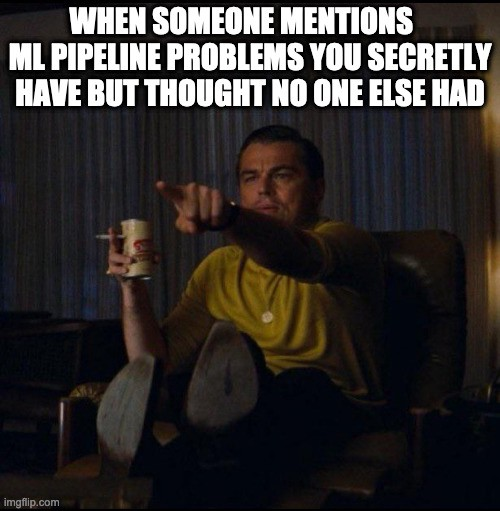 WHEN SOMEONE MENTIONS
ML PIPELINE PROBLEMS YOU SECRETLY
HAVE BUT THOUGHT NO ONE ELSE HAD
imgflip.com